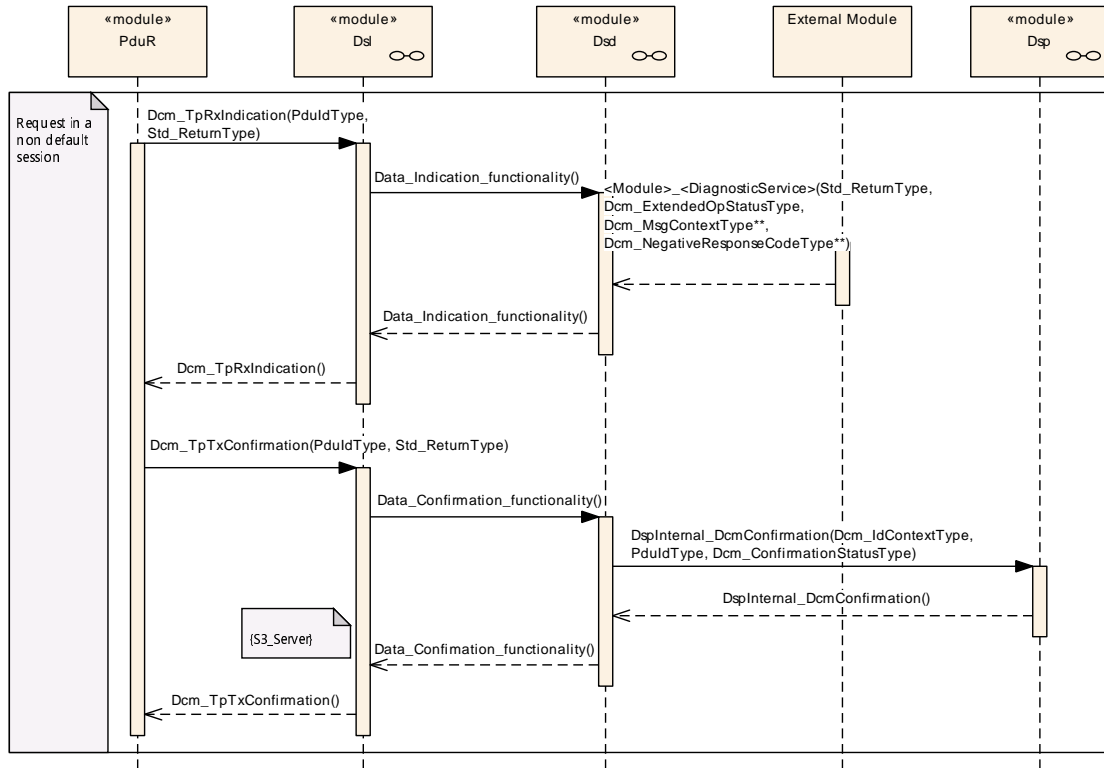 «module»
PduR
«module»
Dsl
«module»
Dsd
External Module
«module»
Dsp
Request in a
non default
session
Dcm_TpRxIndication(PduIdType,
Std_ReturnType)
Data_Indication_functionality()
<Module>_<DiagnosticService>(Std_ReturnType,
Dcm_ExtendedOpStatusType,
Dcm_MsgContextType**,
Dcm_NegativeResponseCodeType**)
Data_Indication_functionality()
Dcm_TpRxIndication()
Dcm_TpTxConfirmation(PduIdType, Std_ReturnType)
Data_Confirmation_functionality()
DspInternal_DcmConfirmation(Dcm_IdContextType,
PduIdType, Dcm_ConfirmationStatusType)
DspInternal_DcmConfirmation()
{S3_Server}
Data_Confirmation_functionality()
Dcm_TpTxConfirmation()